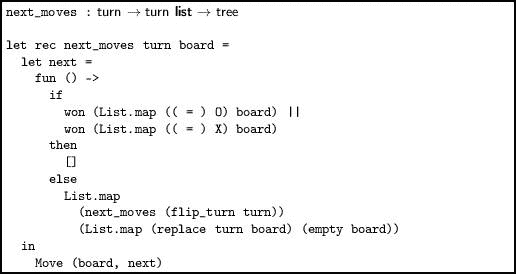 next_moves : turn → turn list → tree
let rec next_moves turn board =
let next =
fun () ->
if
won (List.map (( = ) O) board) ||
won (List.map (( = ) X) board)
then
[]
else
List.map
(next_moves (flip_turn turn))
(List.map (replace turn board) (empty board))
in
Move (board, next)